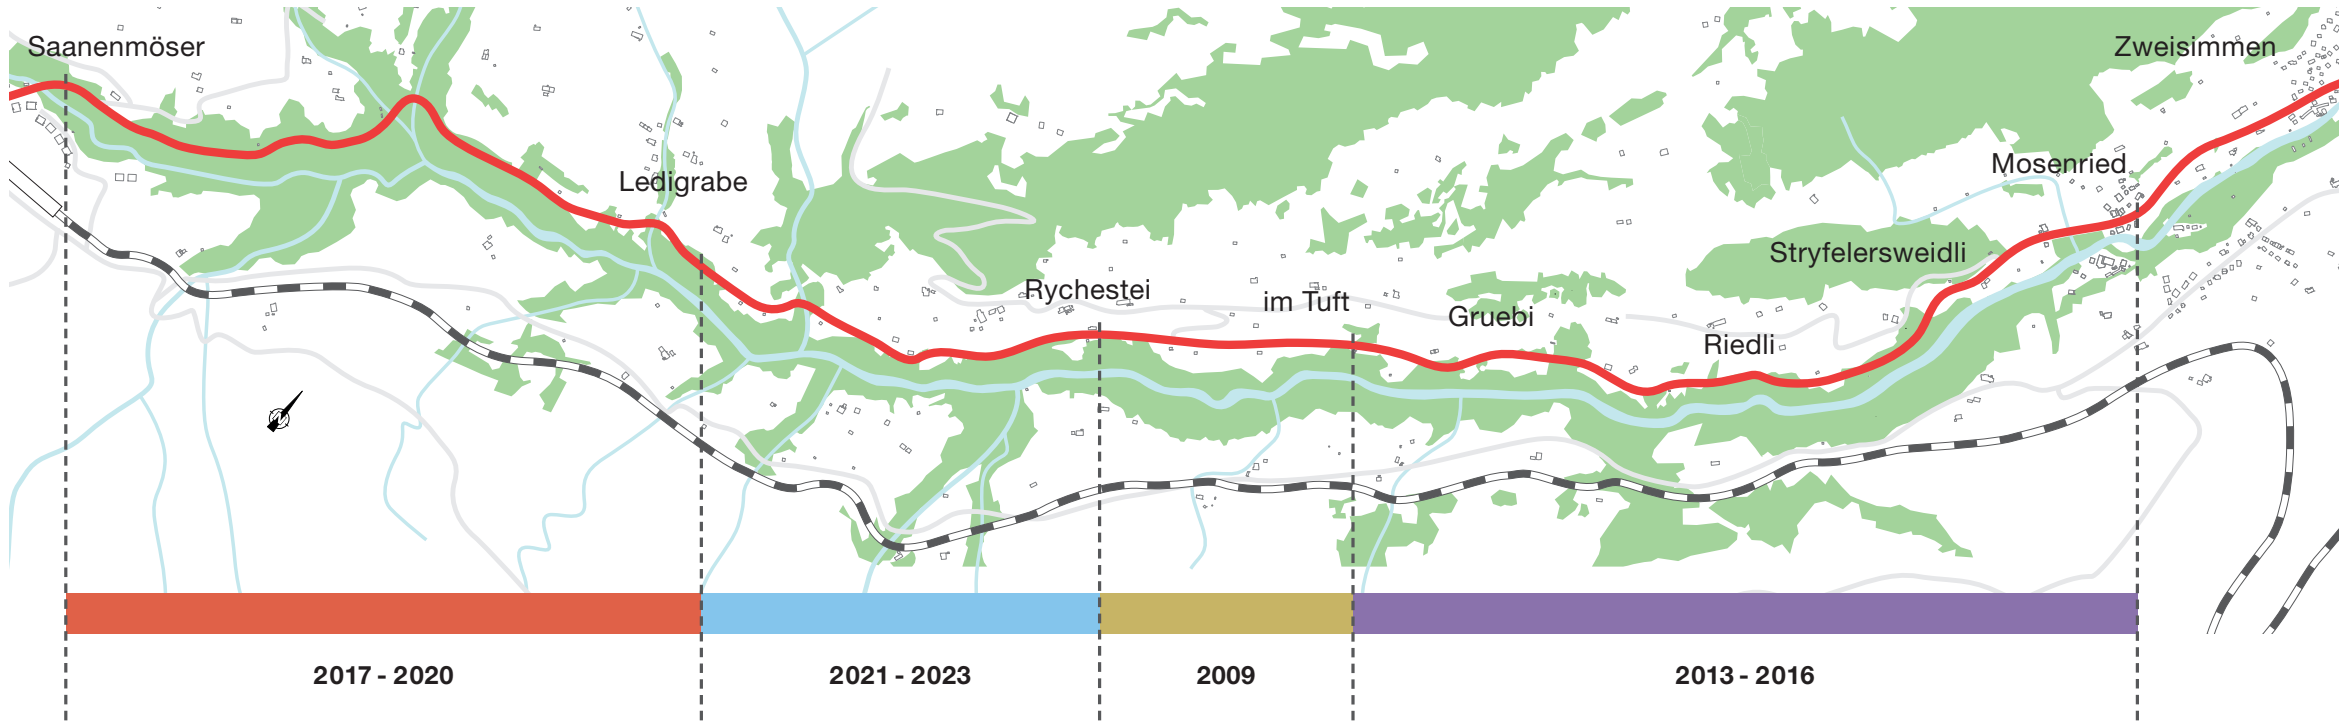 Saanenmöser
Zweisimmen
Mosenried
Ledigrabe
Stryfelersweidli
Rychestei
im Tuft
Gruebi
Riedli
2017 - 2020
2021 - 2023
2009
2013 - 2016